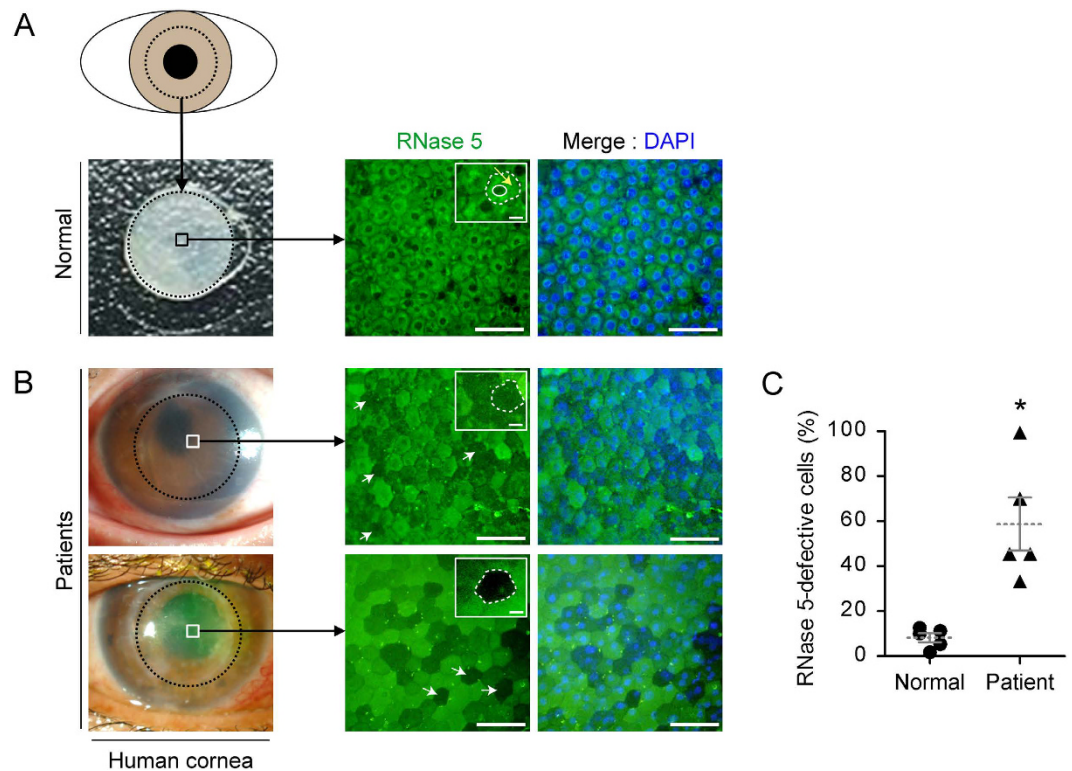 A
RNase 5
Merge : DAPI
Normal
B
Patients
Human cornea
C
*
RNase 5-defective cells (%)
100
80
60
40
20
0
Normal
Patient